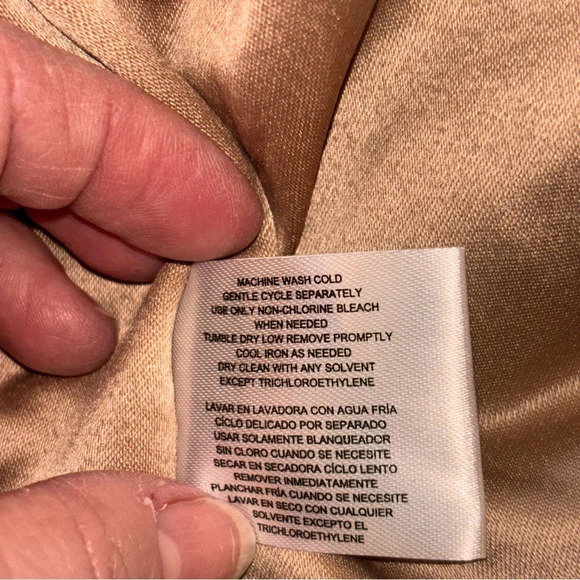 MACHINE WASH COLD
GENTLE CYCLE SEPARATELY
USE ONLY NON-CHLORINE BLEACH
WHEN NEEDED
TUMBLE DRY LOW REMOVE PROMPTLY
COOL IRON AS NEEDED
DRY CLEAN WITH ANY SOLVENT
EXCEPT TRICHLOROETHYLENE
LAVAR EN LAVADORA CON AGUA FRÍA
CÍCLO DELICADO POR SEPARADO
USAR SOLAMENTE BLANQUEADOR
SIN CLORO CUANDO SE NECESITE
SECAR EN SECADORA CÍCLO LENTO
REMOVER INMEDIATAMENTE
PLANCHAR FRÍA CUANDO SE NECESITE
LAVAR EN SECO CON CUALQUIER
SOLVENTE EXCEPTO EL
TRICHLOROETHYLENE